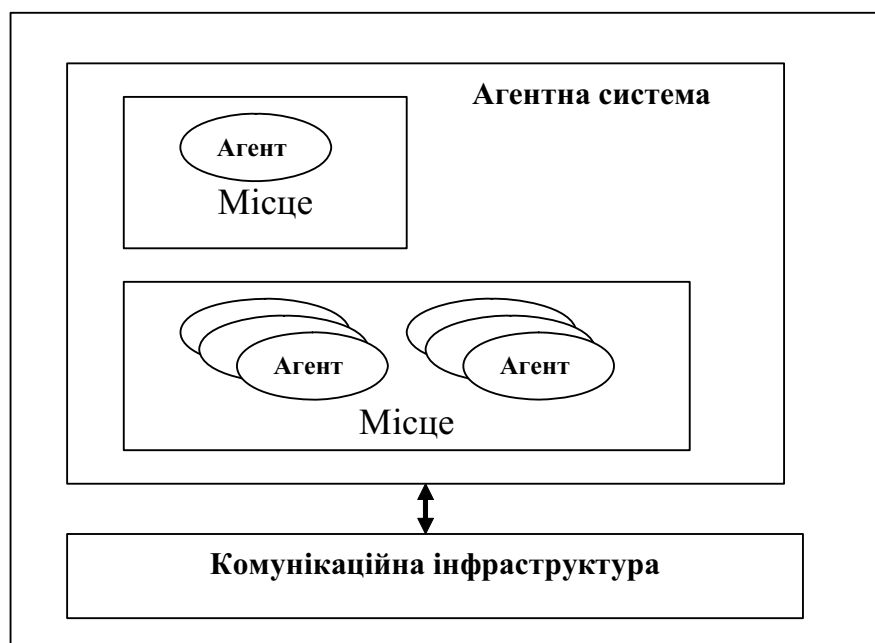 Агентна система
Агент
Місце
Агент
Агент
Місце
Комунікаційна інфраструктура